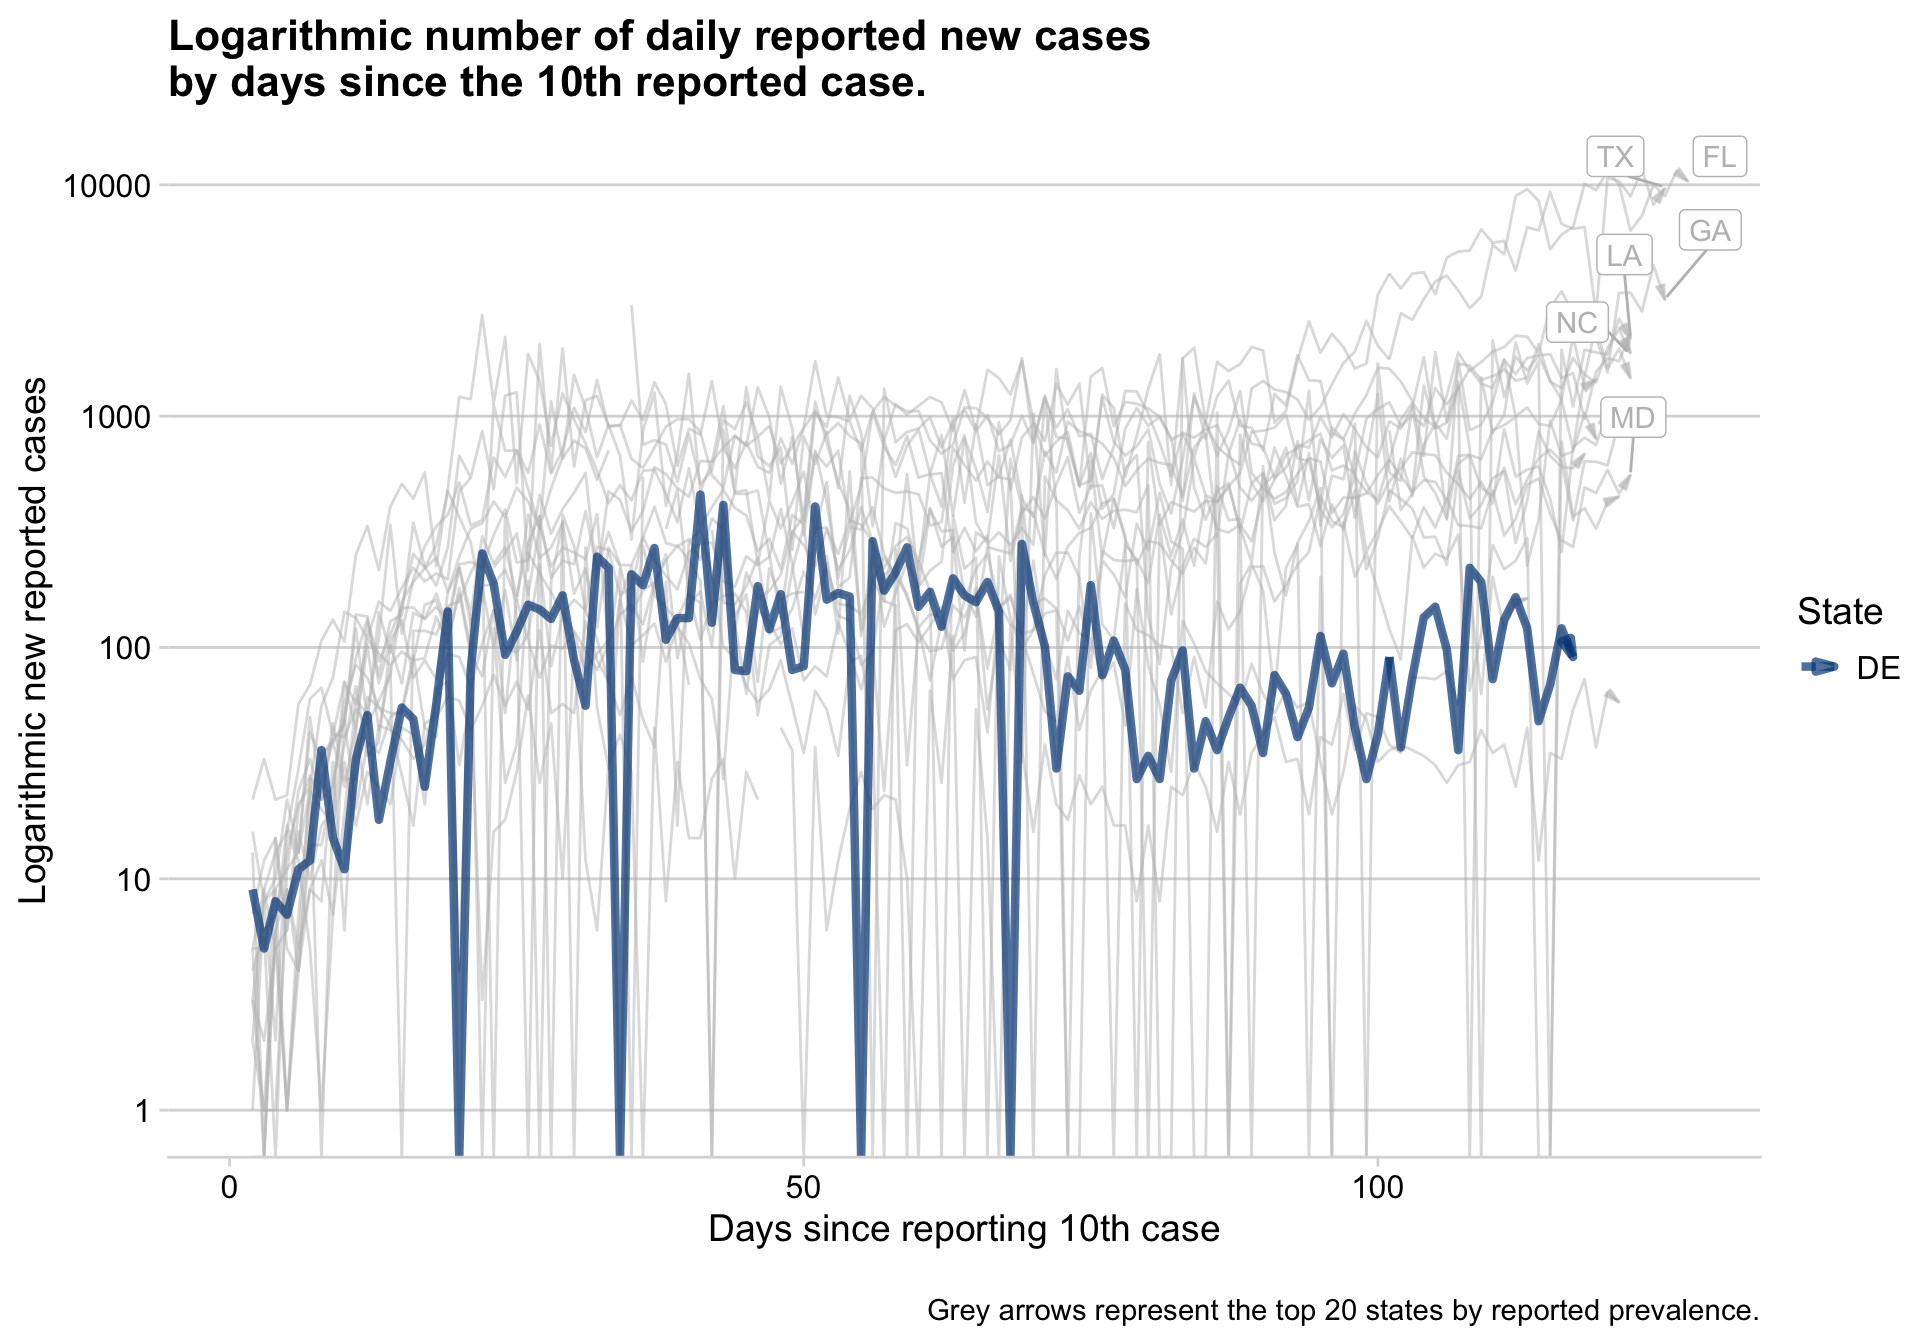 Logarithmic number of daily reported new cases
by days since the 10th reported case.
10000
1000
100
10
1
Logarithmic new reported cases
TX
FL
GA
LA
NC
MD
State
DE
0
50
100
Days since reporting 10th case
Grey arrows represent the top 20 states by reported prevalence.